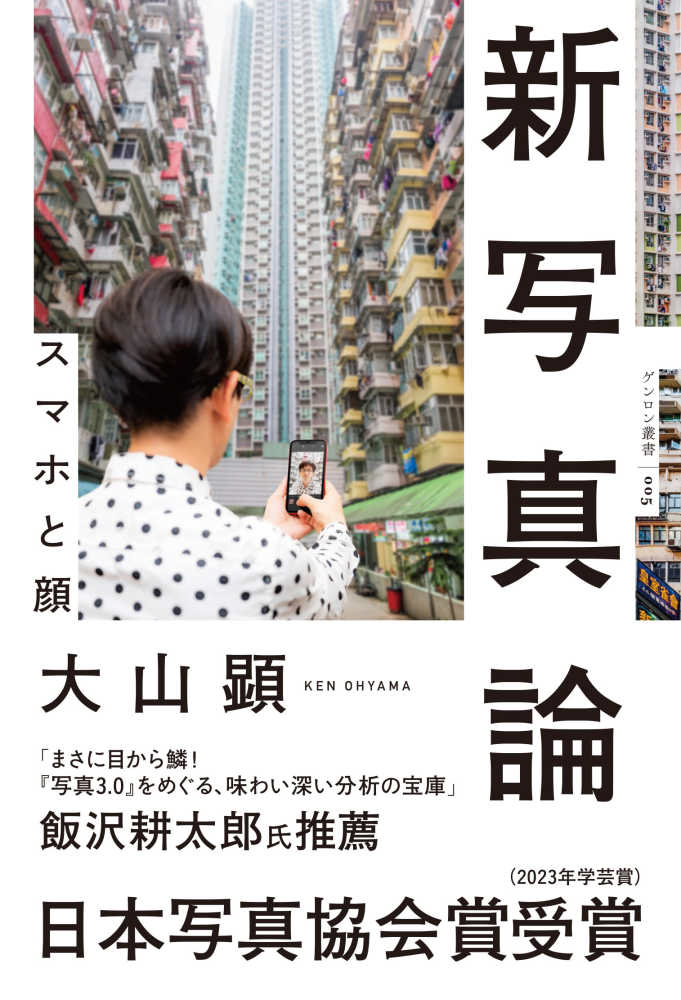 新写真論
スマホと顔
ゲンロン叢書|005
大山顕
KEN OHYAMA
「まさに目から鱗!
『写真3.0』をめぐる、味わい深い分析の宝庫」
飯沢耕太郎氏推薦
(2023年学芸賞)
日本写真協会賞受賞